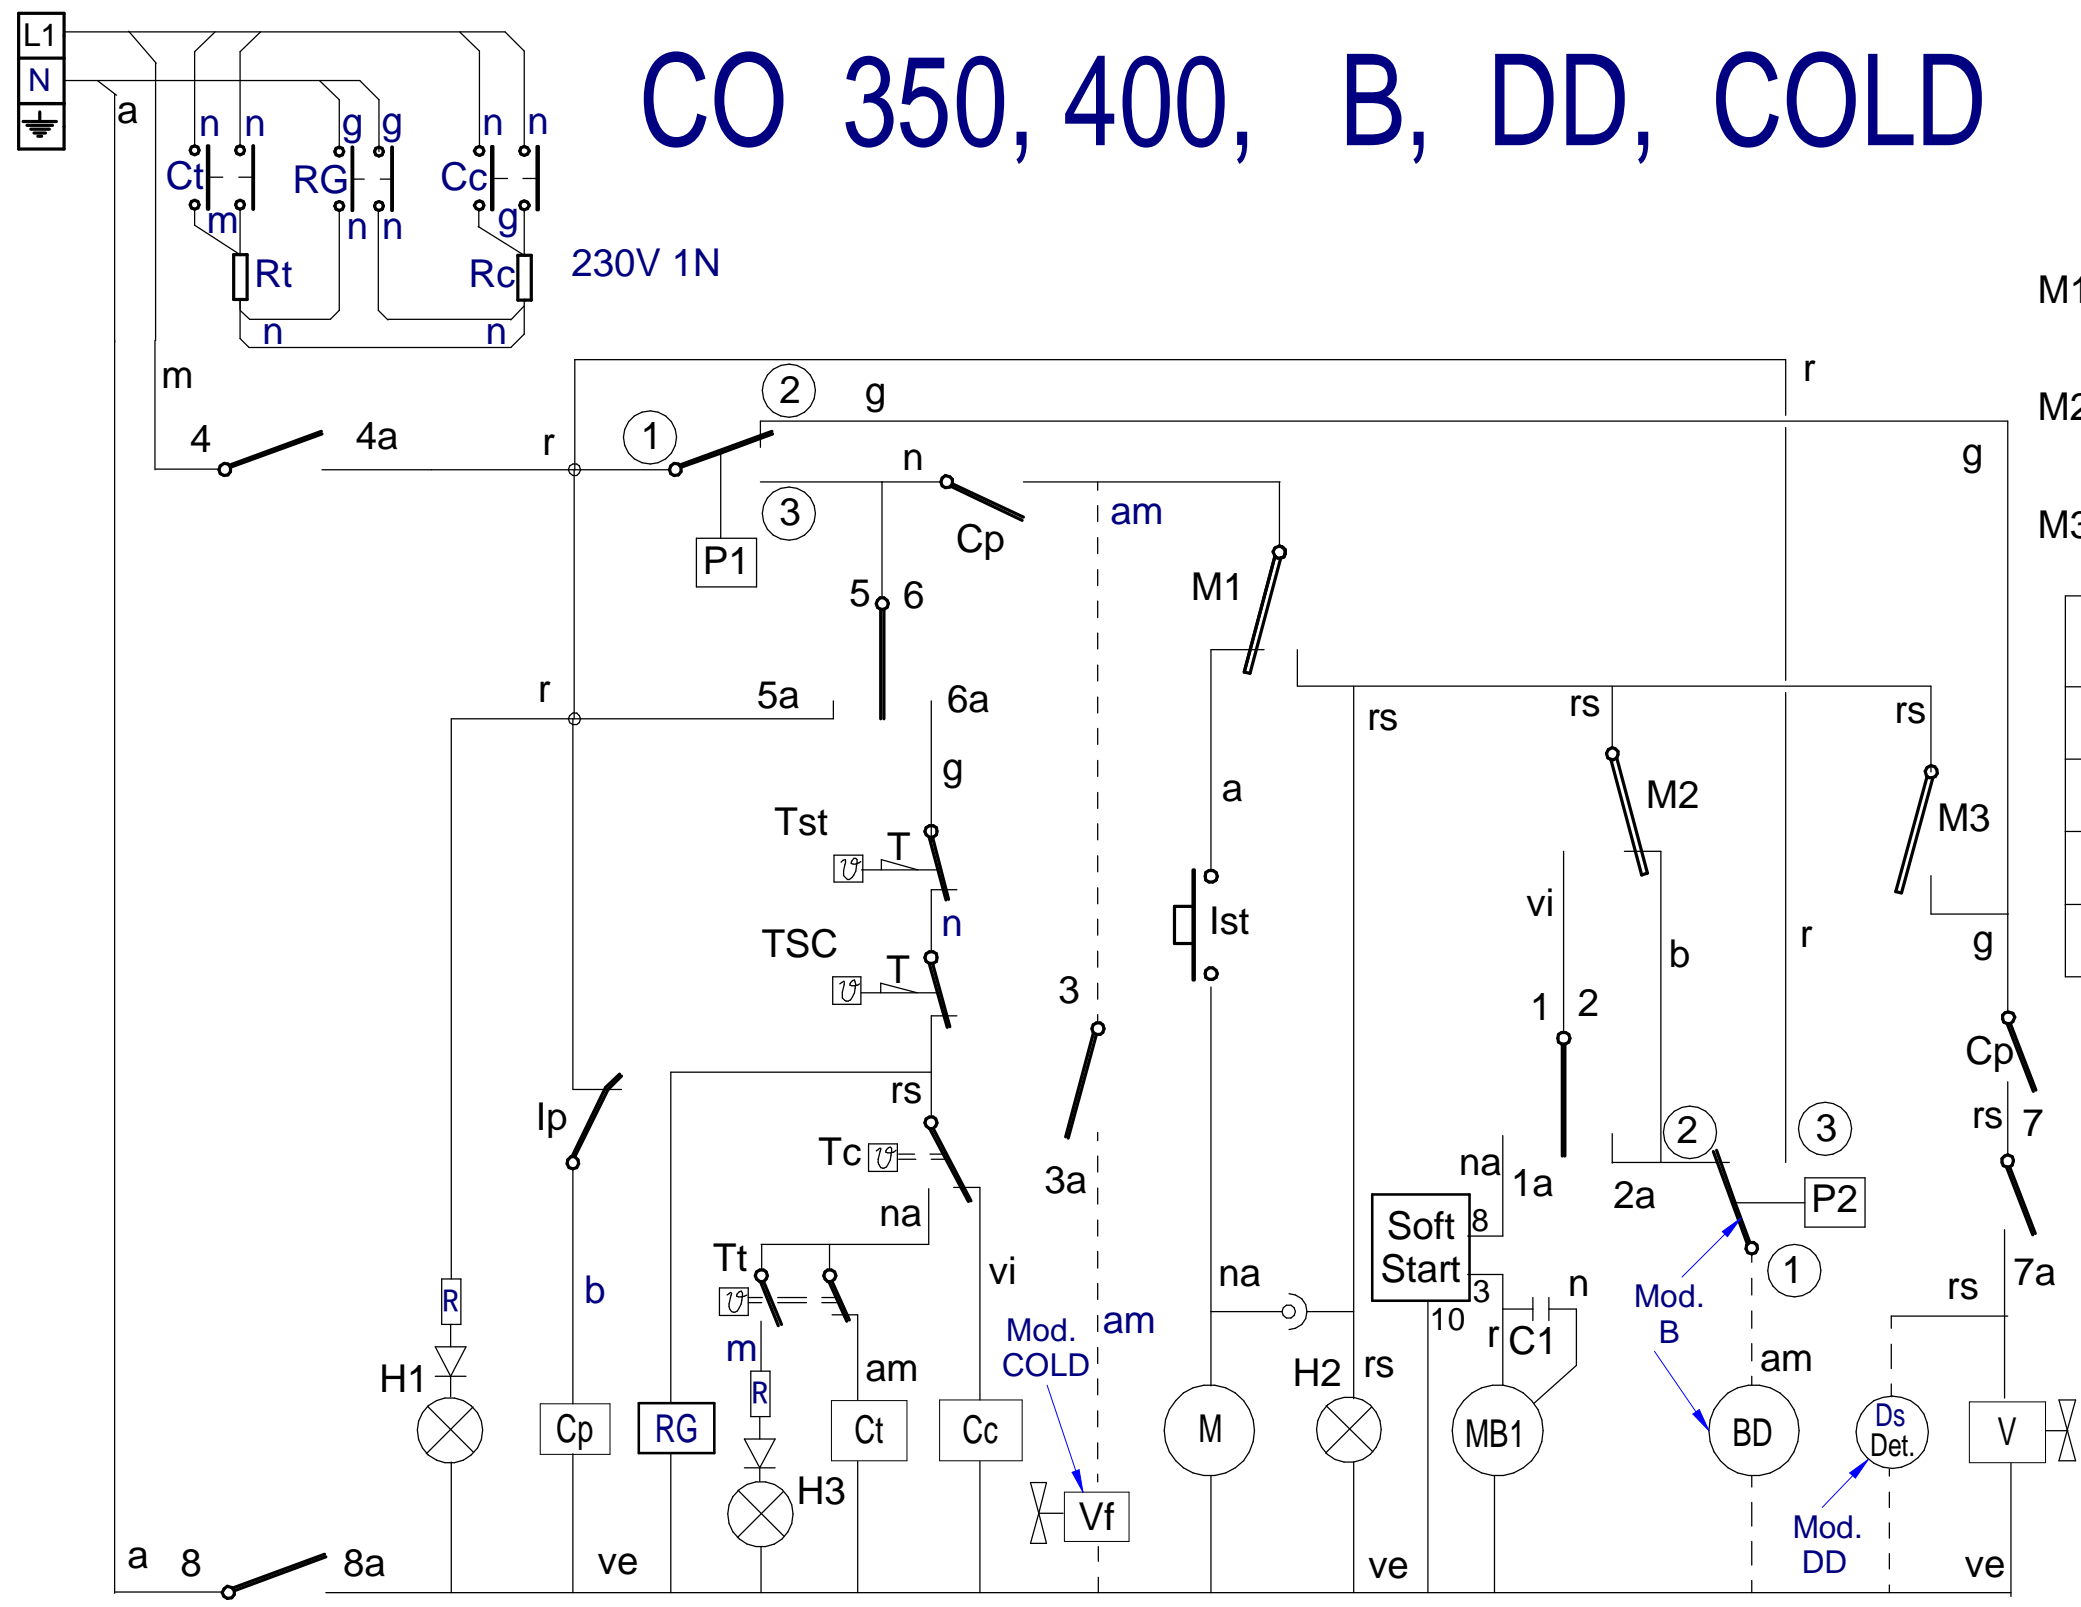 L1
CO 350, 400, B, DD, COLD
N
a
n n g g n n
Ct RG Cc
m n n g
Rt Rc 230V 1N
M1
n n
m r
2 g M2
4 4a r 1 n g
3 am
P1 Cp M3
5 6 M1
r 5a 6a rs rs rs
g a M2 M3
Tst T
ϑ
vi
n Ist
TSC T b r g
ϑ
3 1 2
Cp
rs rs 7
Ip 2 3
Tc ϑ na
3a 1a 2a P2
na Soft 8
Tt Start 3
vi na n rs 7a
ϑ 1
b Mod.
B
R 10
m Mod. am r C1
COLD
H1 R am H2 rs am
Cp RG Ct Cc M MB1 BD Ds
Det. V
H3 Vf
Mod.
DD
a 8 8a ve ve ve